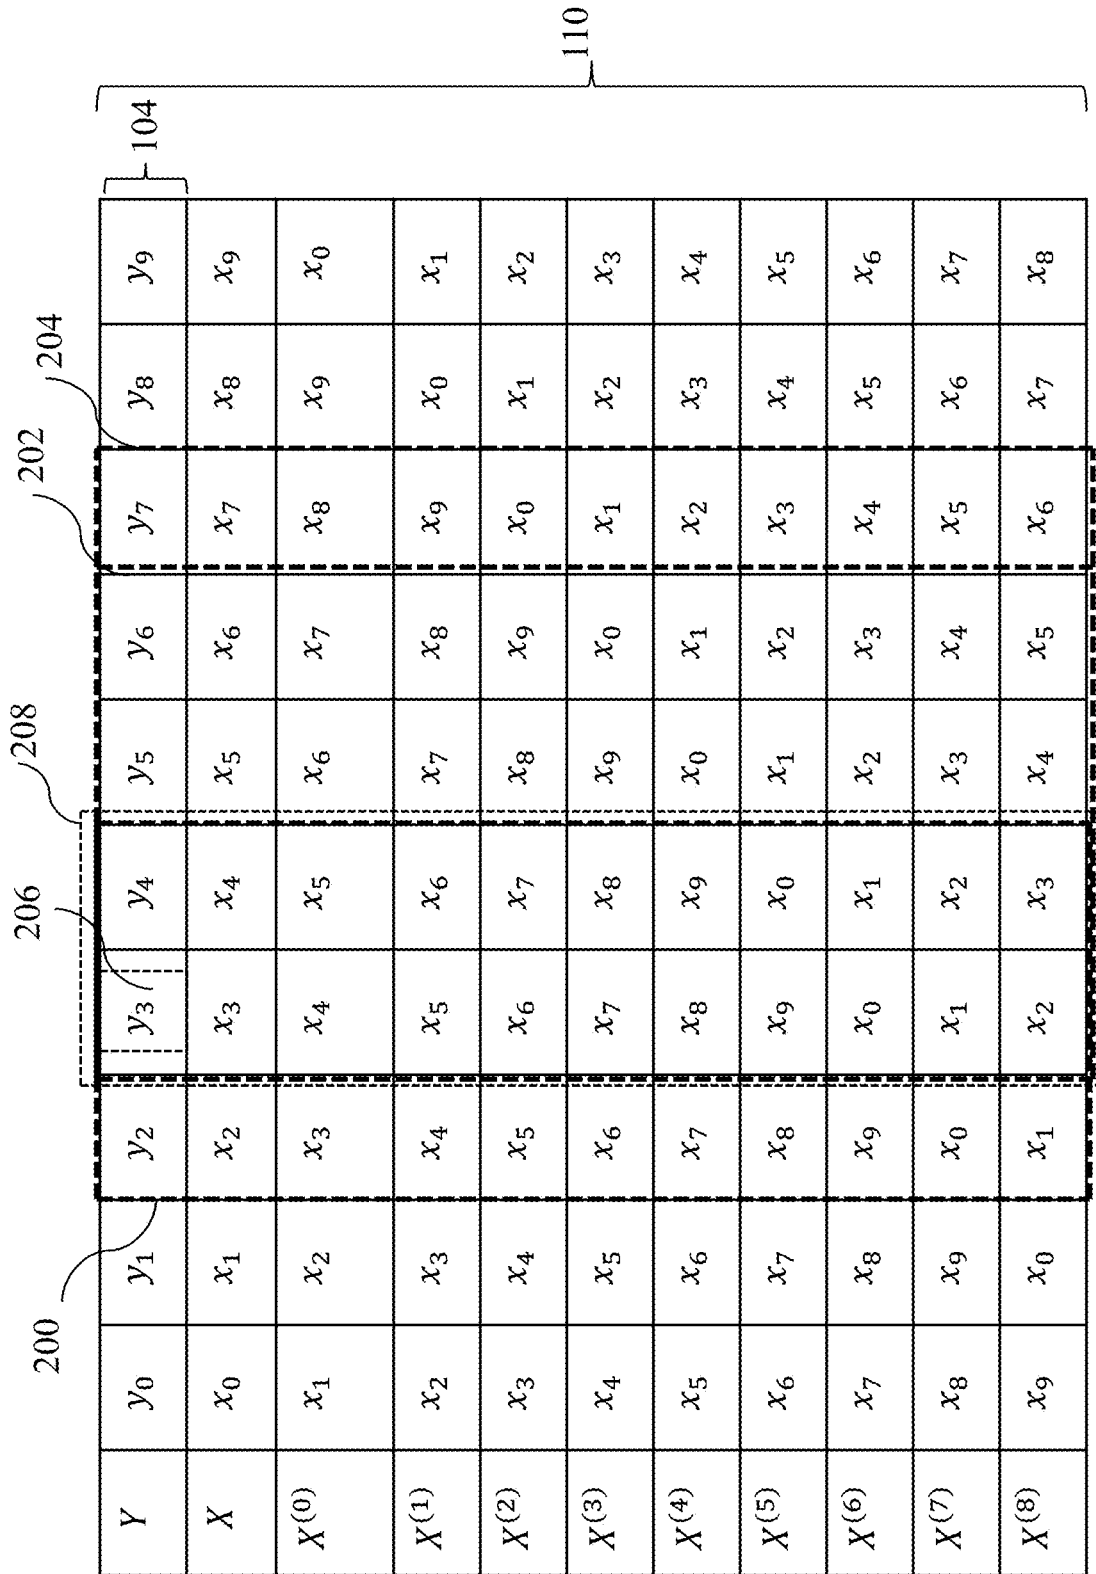 200
206
208
202
204
Y y₀ y₁ y₂ y₃ y₄ y₅ y₆ y₇ y₈ y₉ 104
X x₀ x₁ x₂ x₃ x₄ x₅ x₆ x₇ x₈ x₉
X⁽⁰⁾ x₁ x₂ x₃ x₄ x₅ x₆ x₇ x₈ x₉ x₀
X⁽¹⁾ x₂ x₃ x₄ x₅ x₆ x₇ x₈ x₉ x₀ x₁
X⁽²⁾ x₃ x₄ x₅ x₆ x₇ x₈ x₉ x₀ x₁ x₂
X⁽³⁾ x₄ x₅ x₆ x₇ x₈ x₉ x₀ x₁ x₂ x₃ 110
X⁽⁴⁾ x₅ x₆ x₇ x₈ x₉ x₀ x₁ x₂ x₃ x₄
X⁽⁵⁾ x₆ x₇ x₈ x₉ x₀ x₁ x₂ x₃ x₄ x₅
X⁽⁶⁾ x₇ x₈ x₉ x₀ x₁ x₂ x₃ x₄ x₅ x₆
X⁽⁷⁾ x₈ x₉ x₀ x₁ x₂ x₃ x₄ x₅ x₆ x₇
X⁽⁸⁾ x₉ x₀ x₁ x₂ x₃ x₄ x₅ x₆ x₇ x₈